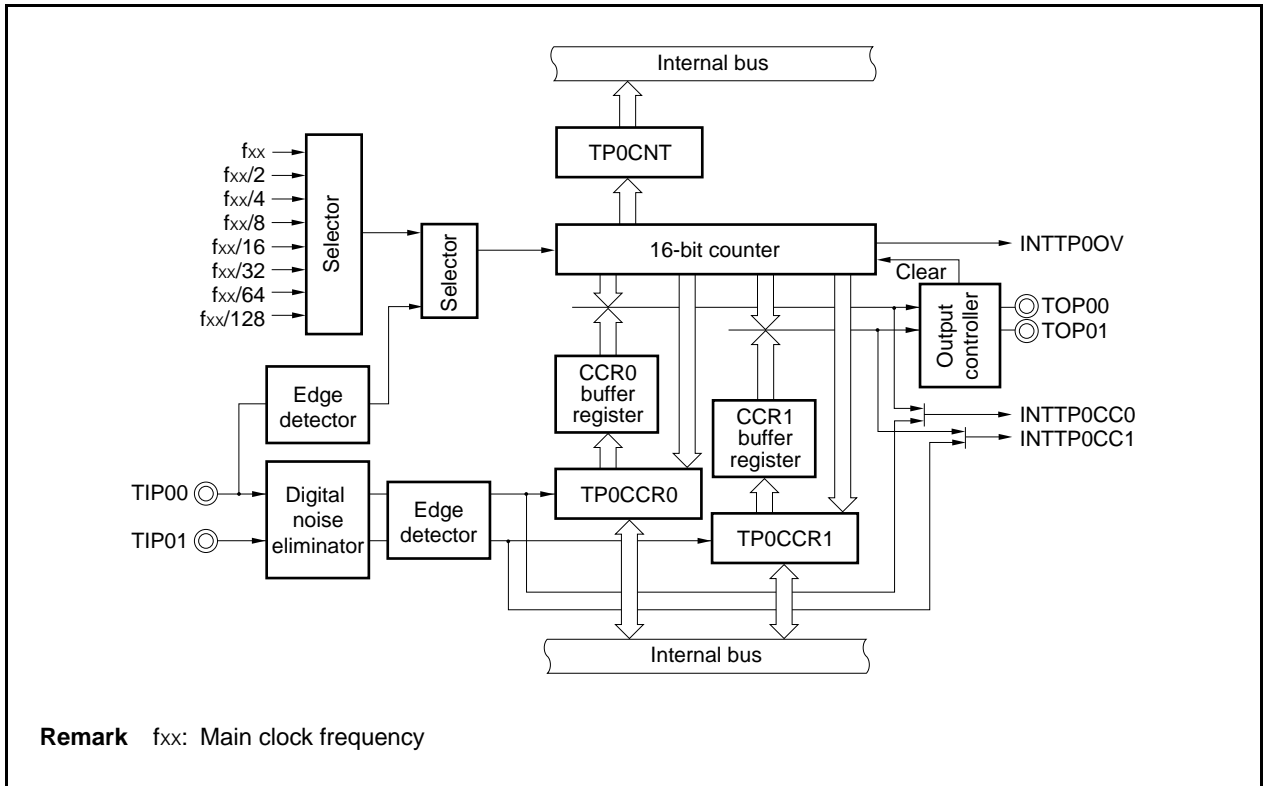 Internal bus
TP0CNT
fxx
fxx/2
fxx/4
fxx/8
fxx/16
fxx/32
fxx/64
fxx/128
Selector
Selector
16-bit counter
INTTP0OV
Clear
Output
controller
TOP00
TOP01
CCR0
buffer
register
CCR1
buffer
register
INTTP0CC0
INTTP0CC1
Edge
detector
TIP00
TIP01
Digital
noise
eliminator
Edge
detector
TP0CCR0
TP0CCR1
Internal bus
Remark fxx: Main clock frequency